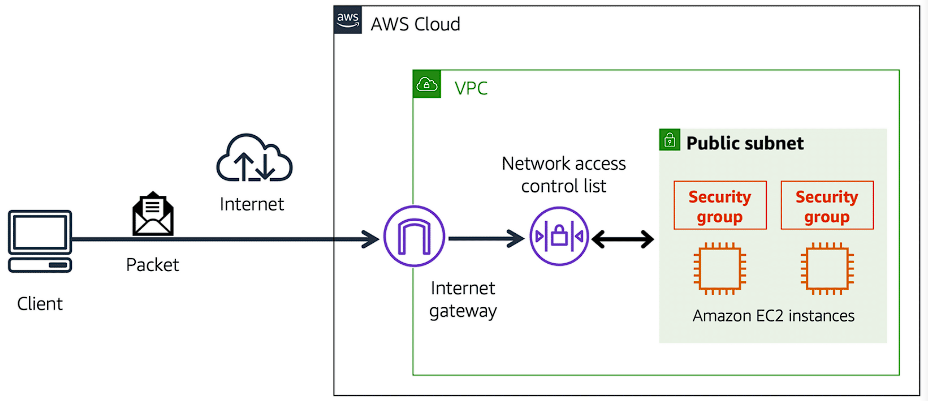 aws
AWS Cloud
VPC
Public subnet
Network access
control list
Security
group
Security
group
Internet
Packet
Client
Internet
gateway
Amazon EC2 instances